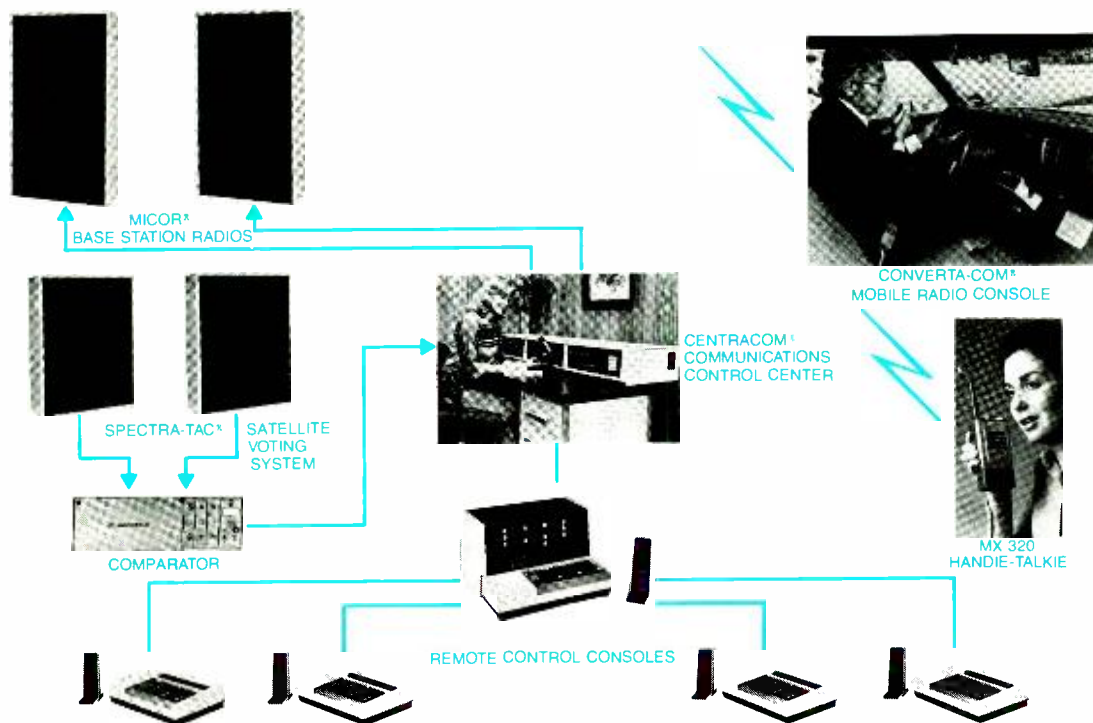 MICOR*
BASE STATION RADIOS
CONVERTA-COM*
MOBILE RADIO CONSOLE
CENTRACOM
COMMUNICATIONS
CONTROL CENTER
SPECTRA-TAC*
SATELLITE
VOTING
SYSTEM
COMPARATOR
MX 320
HANDIE-TALKIE
REMOTE CONTROL CONSOLES